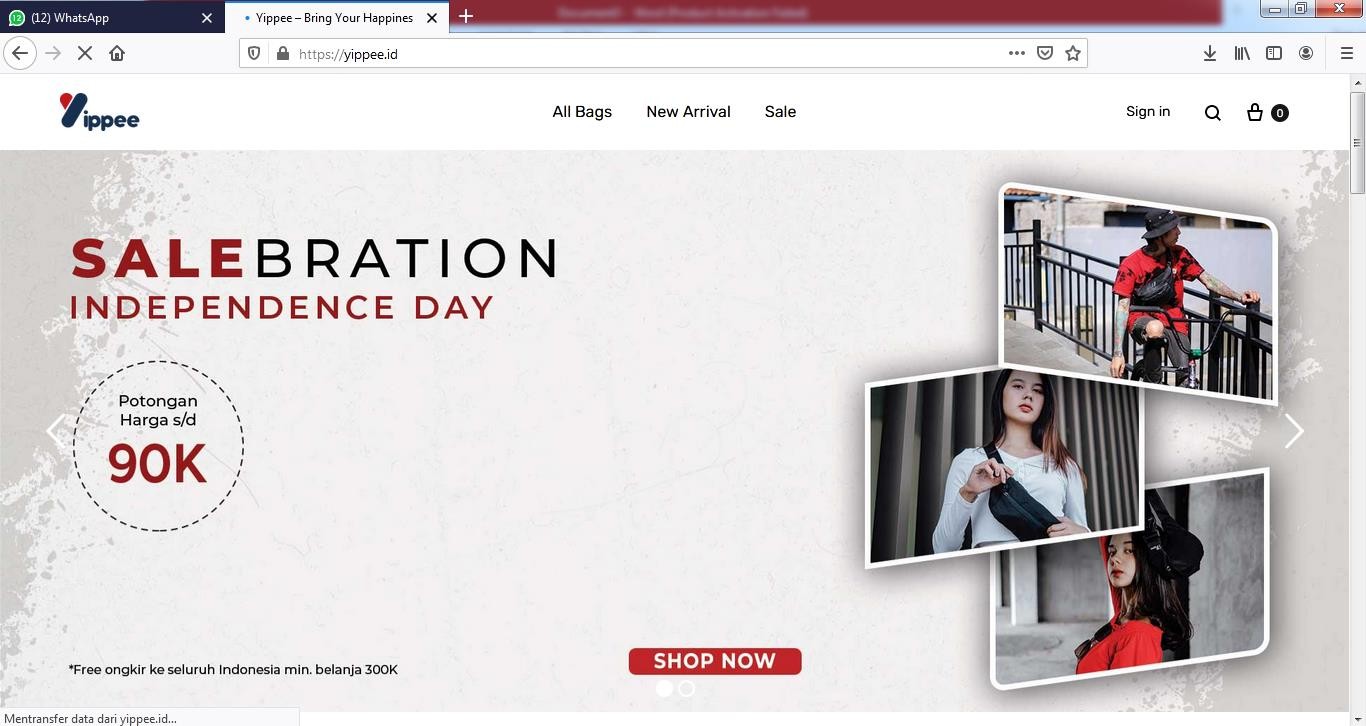 12
(12) WhatsApp
Yippee – Bring Your Happines
https://yippee.id
Yippee
All Bags
New Arrival
Sale
Sign in
0
SALEBRATION
INDEPENDENCE DAY
Potongan
Harga s/d
90K
*Free ongkir ke seluruh Indonesia min. belanja 300K
SHOP NOW
Mentransfer data dari yippee.id...